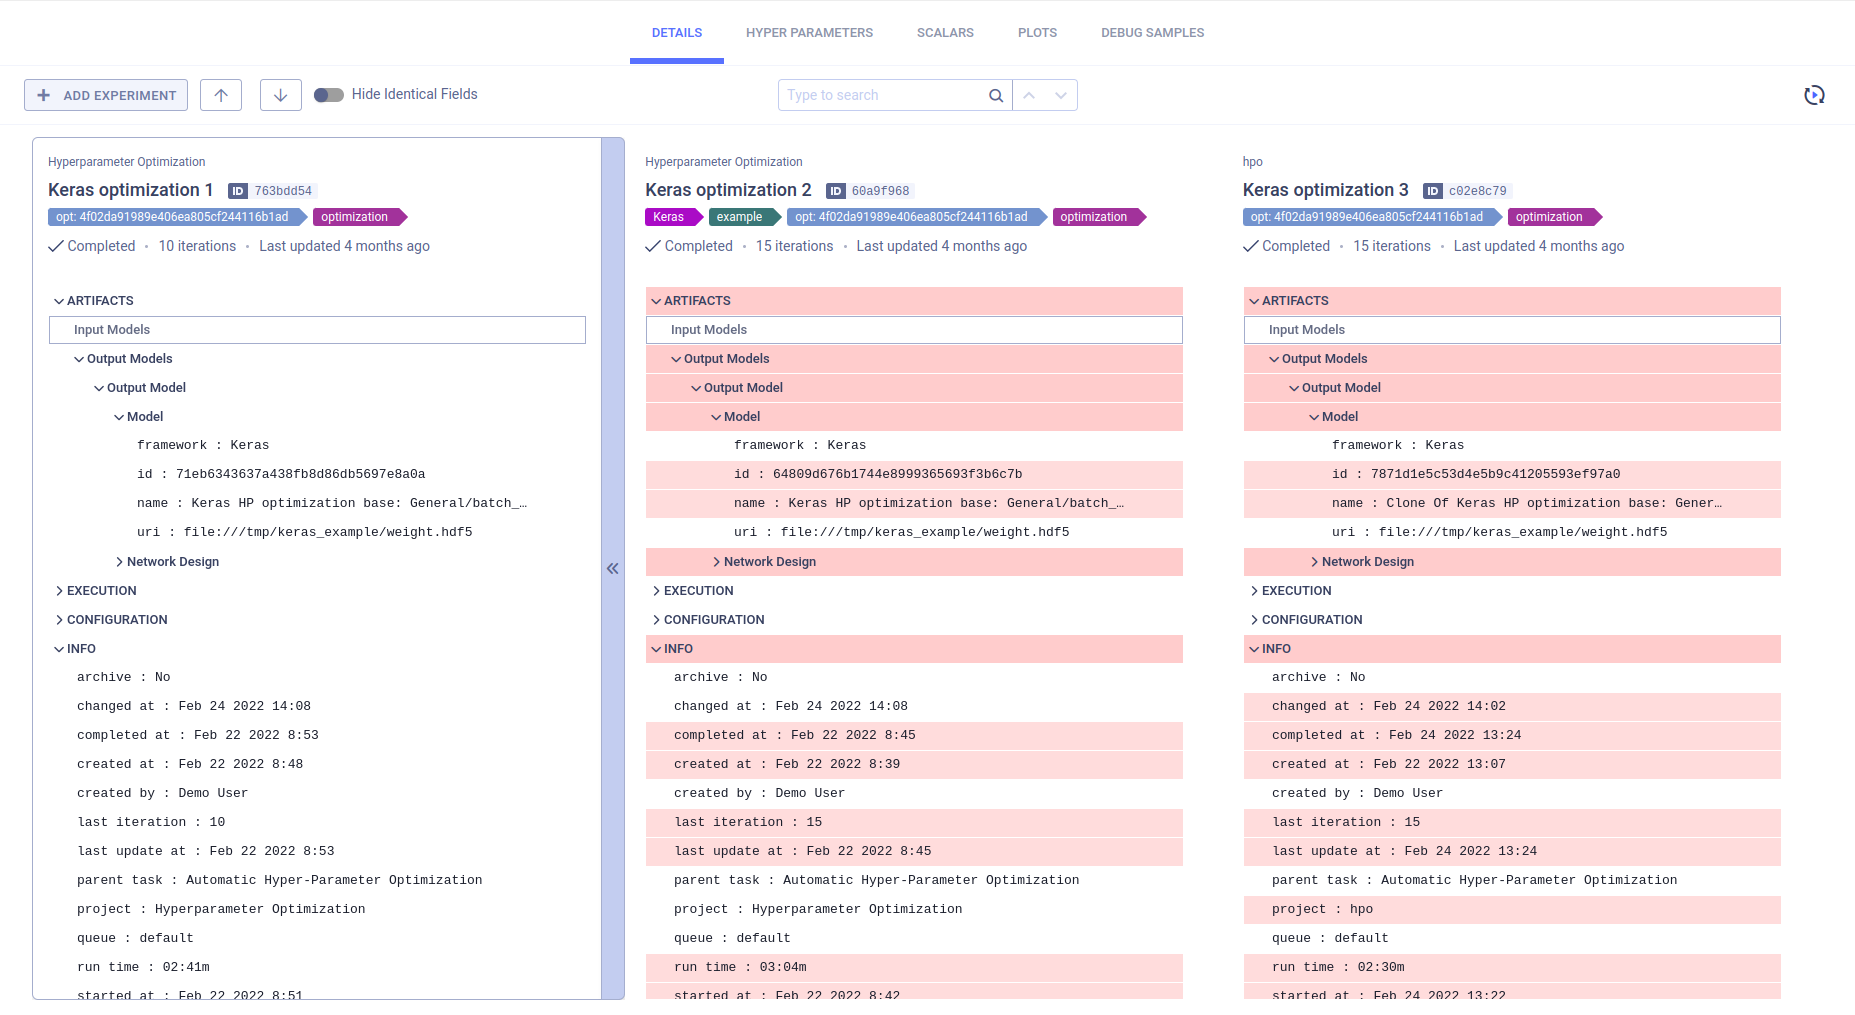 DETAILS HYPER PARAMETERS SCALARS PLOTS DEBUG SAMPLES
ADD EXPERIMENT Hide Identical Fields Type to search
Hyperparameter Optimization
Keras optimization 1 ID 763bdd54
opt: 4f02da91989e406ea805cf244116b1ad optimization
Completed • 10 iterations • Last updated 4 months ago
ARTIFACTS
Input Models
Output Models
Output Model
Model
framework : Keras
id : 71eb6343637a438fb8d86db5697e8a0a
name : Keras HP optimization base: General/batch_…
uri : file:///tmp/keras_example/weight.hdf5
Network Design
EXECUTION
CONFIGURATION
INFO
archive : No
changed at : Feb 24 2022 14:08
completed at : Feb 22 2022 8:53
created at : Feb 22 2022 8:48
created by : Demo User
last iteration : 10
last update at : Feb 22 2022 8:53
parent task : Automatic Hyper-Parameter Optimization
project : Hyperparameter Optimization
queue : default
run time : 02:41m
started at : Feb 22 2022 8:51
Hyperparameter Optimization
Keras optimization 2 ID 60a9f968
Keras example opt: 4f02da91989e406ea805cf244116b1ad optimization
Completed • 15 iterations • Last updated 4 months ago
ARTIFACTS
Input Models
Output Models
Output Model
Model
framework : Keras
id : 64809d676b1744e8999365693f3b6c7b
name : Keras HP optimization base: General/batch_…
uri : file:///tmp/keras_example/weight.hdf5
Network Design
EXECUTION
CONFIGURATION
INFO
archive : No
changed at : Feb 24 2022 14:08
completed at : Feb 22 2022 8:45
created at : Feb 22 2022 8:39
created by : Demo User
last iteration : 15
last update at : Feb 22 2022 8:45
parent task : Automatic Hyper-Parameter Optimization
project : Hyperparameter Optimization
queue : default
run time : 03:04m
started at : Feb 22 2022 8:42
hpo
Keras optimization 3 ID c02e8c79
opt: 4f02da91989e406ea805cf244116b1ad optimization
Completed • 15 iterations • Last updated 4 months ago
ARTIFACTS
Input Models
Output Models
Output Model
Model
framework : Keras
id : 7871d1e5c53d4e5b9c41205593ef97a0
name : Clone Of Keras HP optimization base: Gener…
uri : file:///tmp/keras_example/weight.hdf5
Network Design
EXECUTION
CONFIGURATION
INFO
archive : No
changed at : Feb 24 2022 14:02
completed at : Feb 24 2022 13:24
created at : Feb 22 2022 13:07
created by : Demo User
last iteration : 15
last update at : Feb 24 2022 13:24
parent task : Automatic Hyper-Parameter Optimization
project : hpo
queue : default
run time : 02:30m
started at : Feb 24 2022 13:22